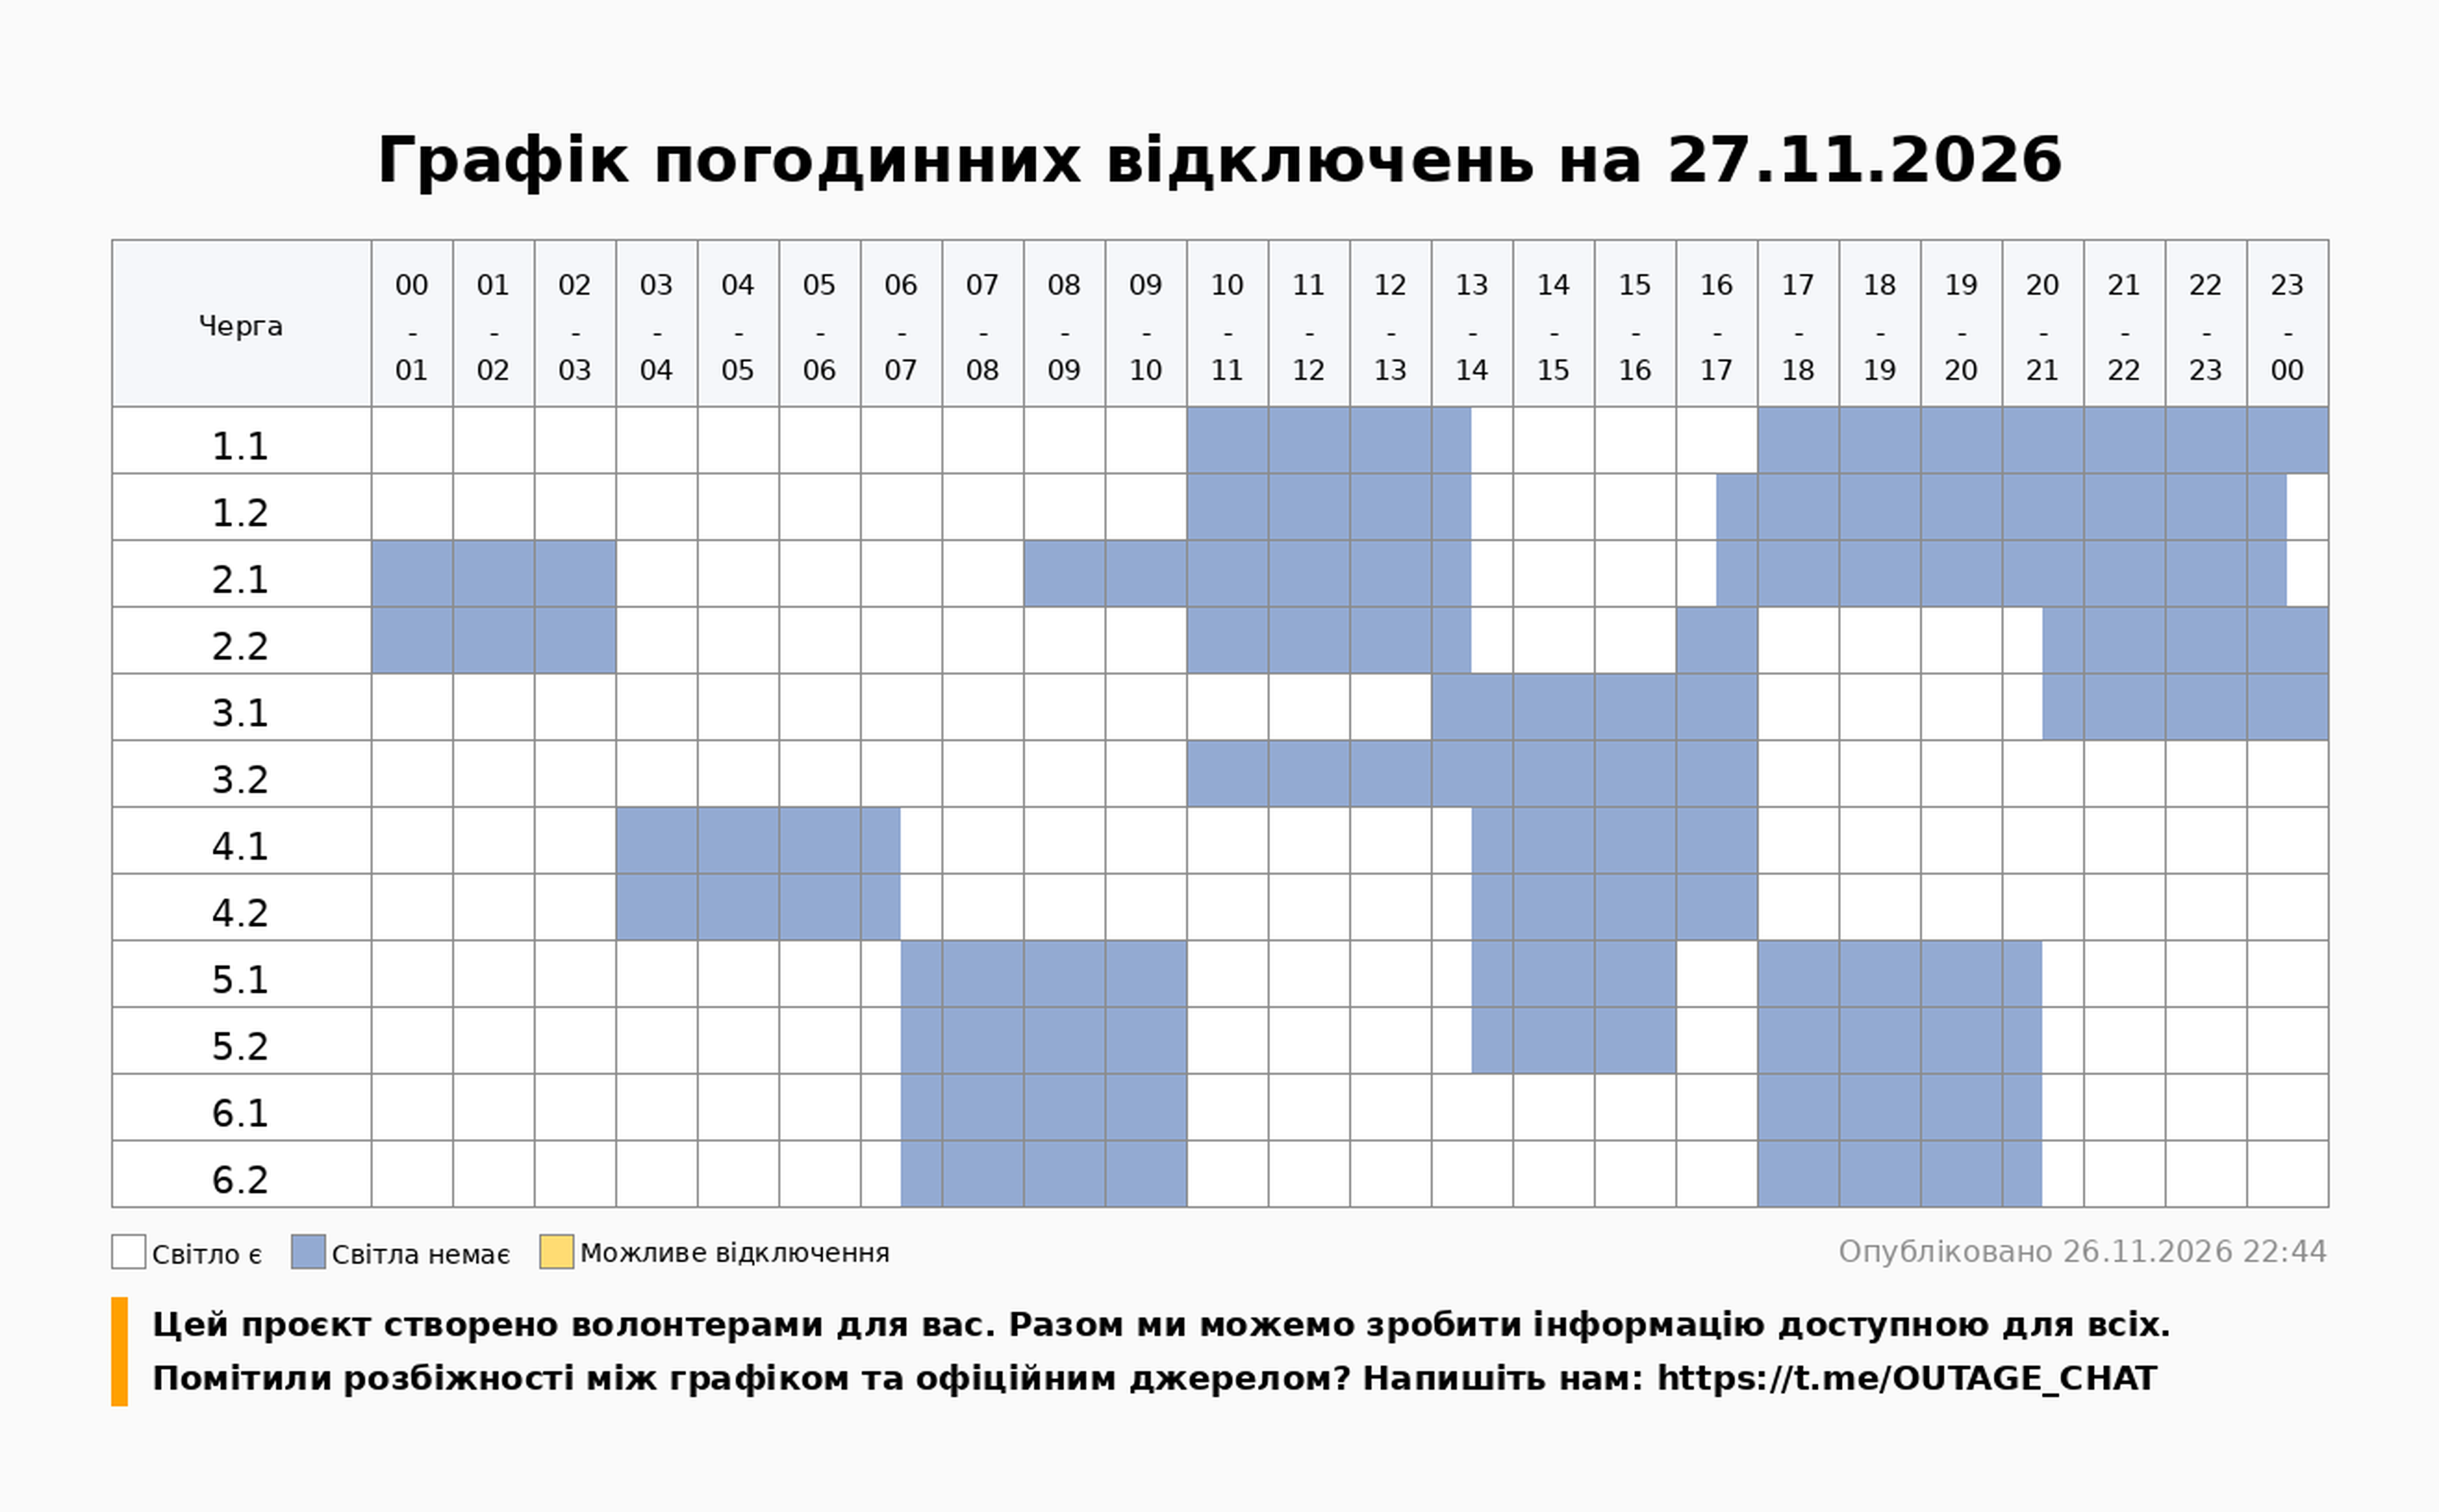 Графік погодинних відключень на 27.11.2026
Черга 00 - 01 01 - 02 02 - 03 03 - 04 04 - 05 05 - 06 06 - 07 07 - 08 08 - 09 09 - 10 10 - 11 11 - 12 12 - 13 13 - 14 14 - 15 15 - 16 16 - 17 17 - 18 18 - 19 19 - 20 20 - 21 21 - 22 22 - 23 23 - 00
1.1
1.2
2.1
2.2
3.1
3.2
4.1
4.2
5.1
5.2
6.1
6.2
Світло є Світла немає Можливе відключення Опубліковано 26.11.2026 22:44
Цей проєкт створено волонтерами для вас. Разом ми можемо зробити інформацію доступною для всіх.
Помітили розбіжності між графіком та офіційним джерелом? Напишіть нам: https://t.me/OUTAGE_CHAT